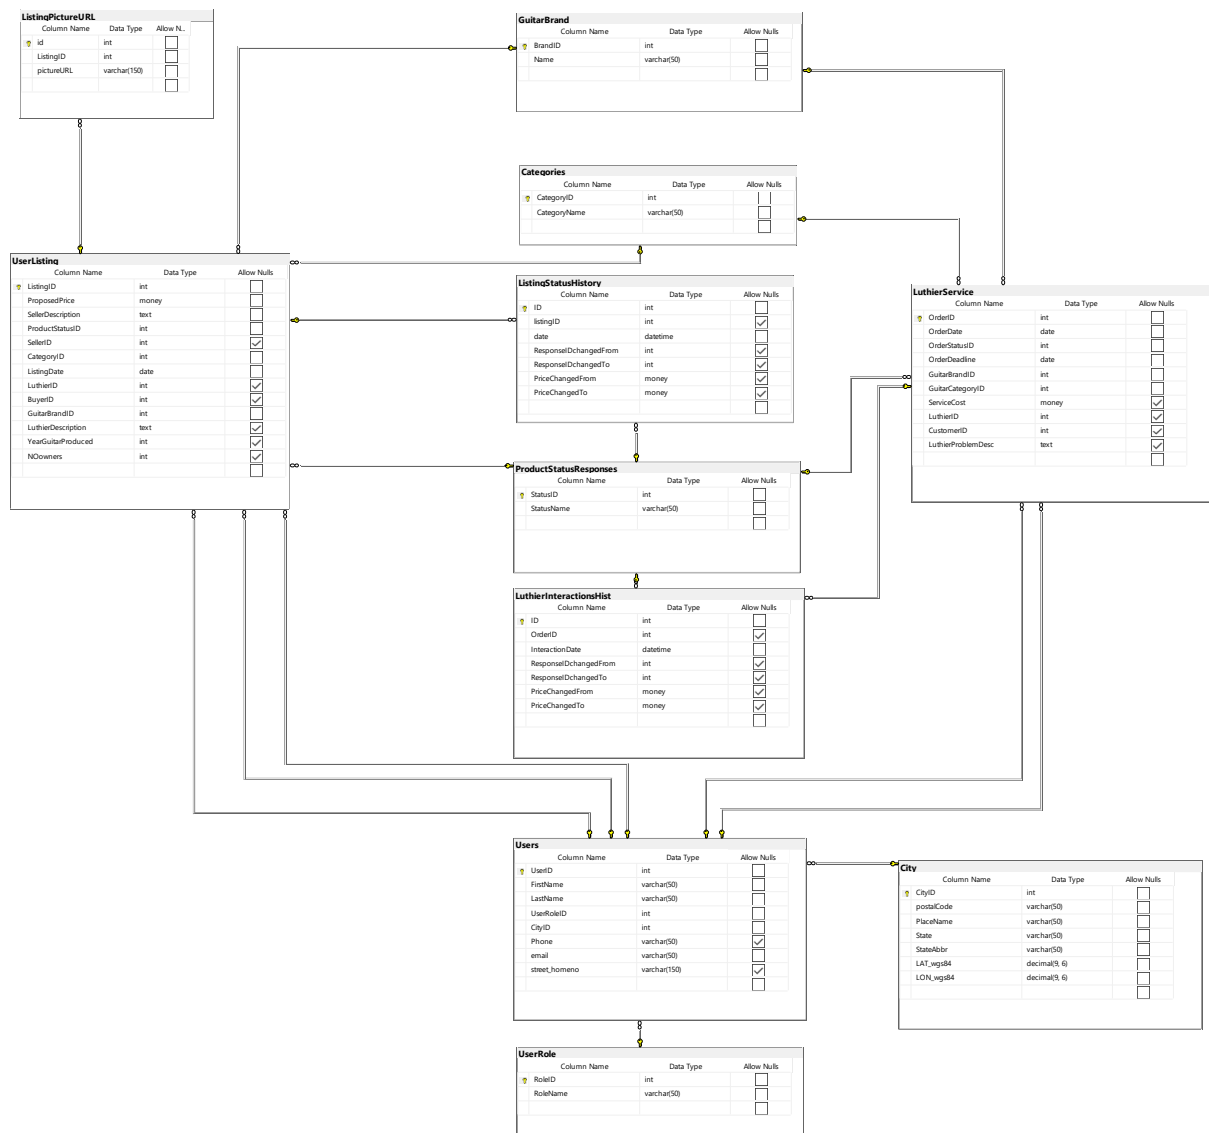 ListingPictureURL
Column Name Data Type Allow N...
id int
ListingID int
pictureURL varchar(150)
GuitarBrand
Column Name Data Type Allow Nulls
BrandID int
Name varchar(50)
Categories
Column Name Data Type Allow Nulls
CategoryID int
CategoryName varchar(50)
UserListing
Column Name Data Type Allow Nulls
ListingID int
ProposedPrice money
SellerDescription text
ProductStatusID int
SellerID int
CategoryID int
ListingDate date
LuthierID int
BuyerID int
GuitarBrandID int
LuthierDescription text
YearGuitarProduced int
NOowners int
ListingStatusHistory
Column Name Data Type Allow Nulls
ID int
listingID int
date datetime
ResponseIDchangedFrom int
ResponseIDchangedTo int
PriceChangedFrom money
PriceChangedTo money
LuthierService
Column Name Data Type Allow Nulls
OrderID int
OrderDate date
OrderStatusID int
OrderDeadline date
GuitarBrandID int
GuitarCategoryID int
ServiceCost money
LuthierID int
CustomerID int
LuthierProblemDesc text
ProductStatusResponses
Column Name Data Type Allow Nulls
StatusID int
StatusName varchar(50)
LuthierInteractionsHist
Column Name Data Type Allow Nulls
ID int
OrderID int
InteractionDate datetime
ResponseIDchangedFrom int
ResponseIDchangedTo int
PriceChangedFrom money
PriceChangedTo money
Users
Column Name Data Type Allow Nulls
UserID int
FirstName varchar(50)
LastName varchar(50)
UserRoleID int
CityID int
Phone varchar(50)
email varchar(50)
street_homeno varchar(150)
City
Column Name Data Type Allow Nulls
CityID int
postalCode varchar(50)
PlaceName varchar(50)
State varchar(50)
StateAbbr varchar(50)
LAT_wgs84 decimal(9, 6)
LON_wgs84 decimal(9, 6)
UserRole
Column Name Data Type Allow Nulls
RoleID int
RoleName varchar(50)